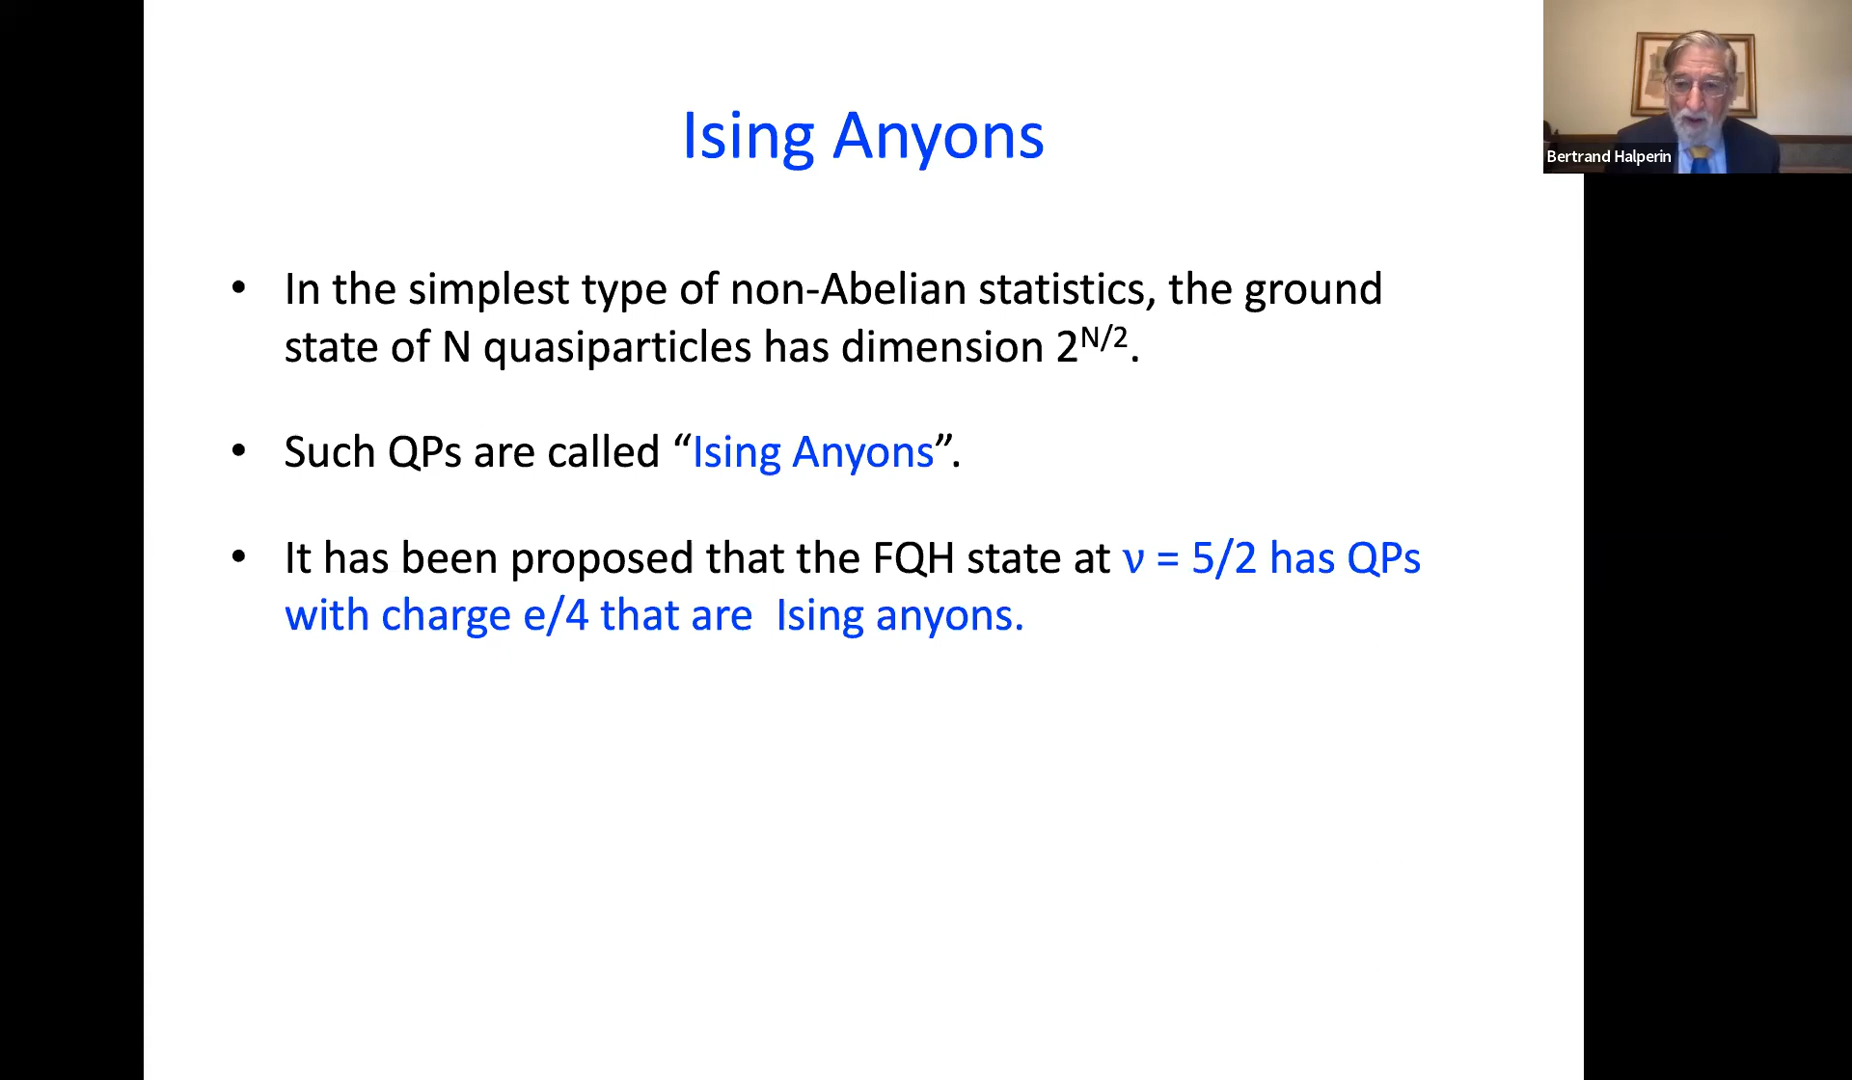 Ising Anyons
Bertrand Halperin
• In the simplest type of non-Abelian statistics, the ground
state of N quasiparticles has dimension 2^N/2.
• Such QPs are called “Ising Anyons”.
• It has been proposed that the FQH state at ν = 5/2 has QPs
with charge e/4 that are  Ising anyons.